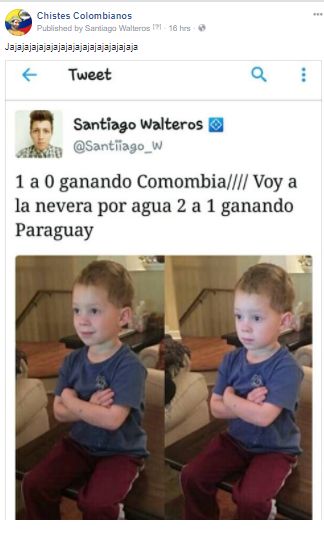 Chistes Colombianos
Published by Santiago Walteros [?] · 16 hrs ·
Jajajajajajajajajajajajajajajajajajaja
Tweet
Santiago Walteros
@Santiiago_W
1 a 0 ganando Comombia//// Voy a
la nevera por agua 2 a 1 ganando
Paraguay